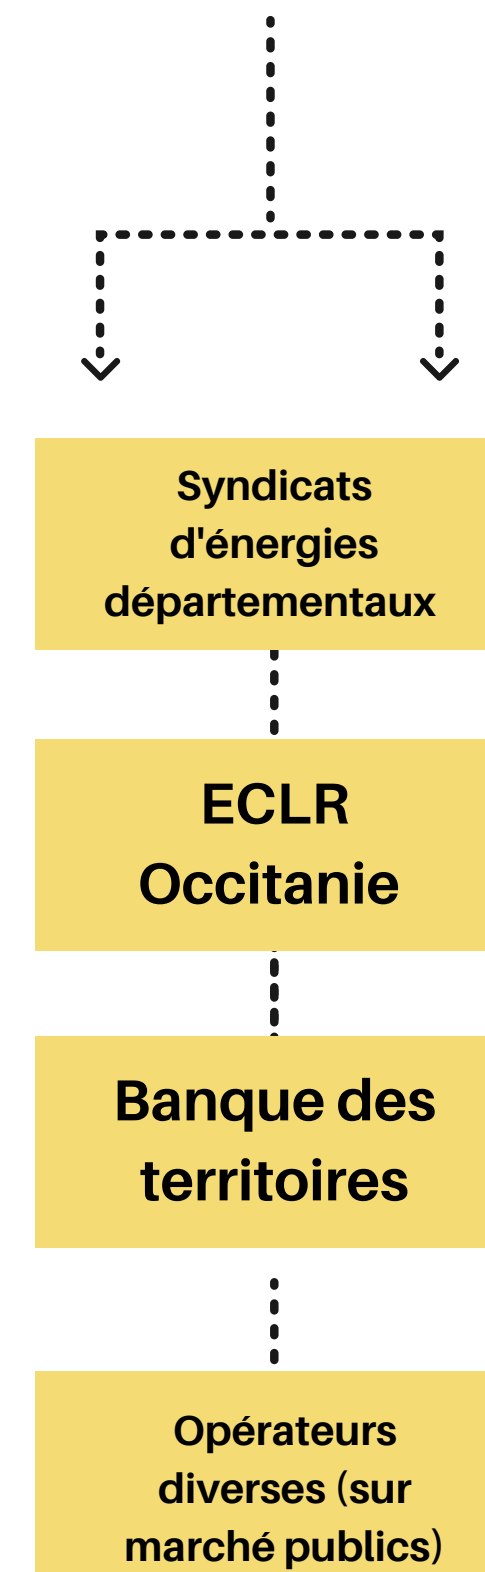 Syndicats
d'énergies
départementaux
ECLR
Occitanie
Banque des
territoires
Opérateurs
diverses (sur
marché publics)